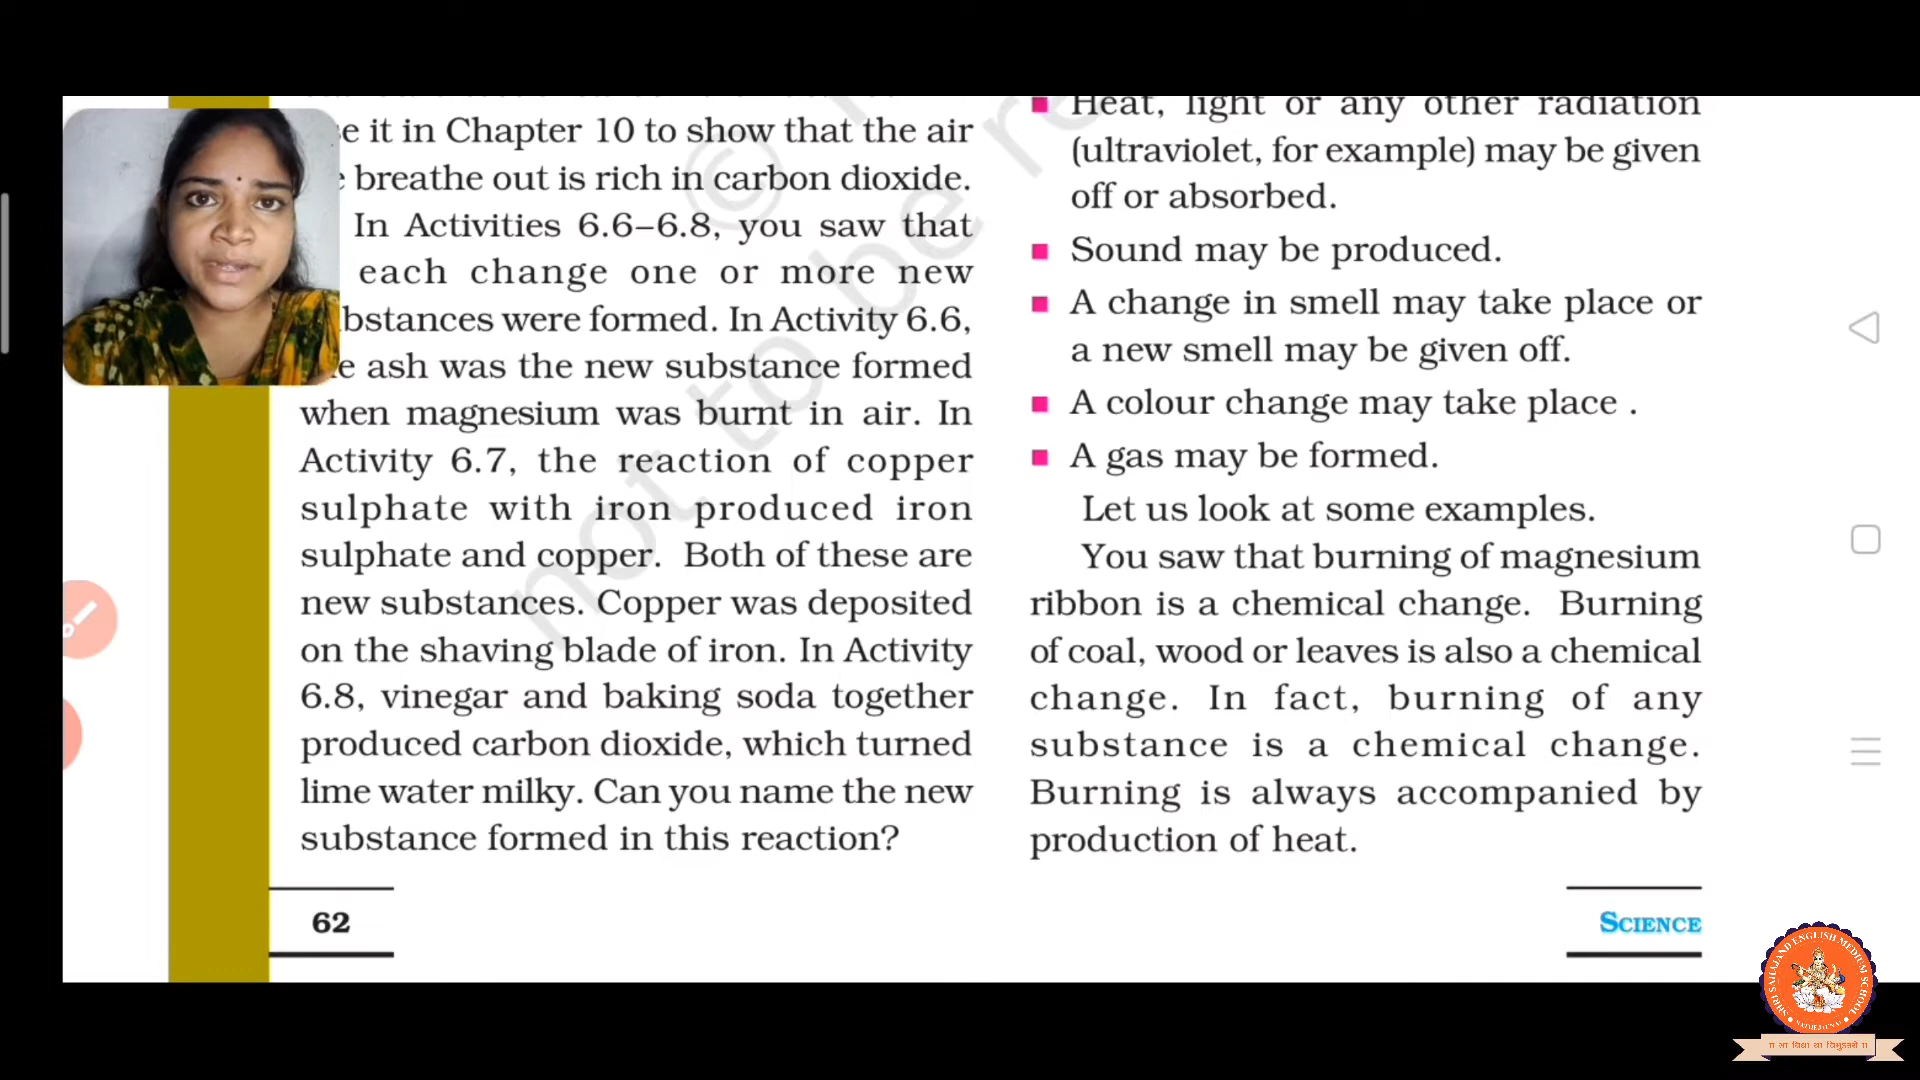 e it in Chapter 10 to show that the air
e breathe out is rich in carbon dioxide.
In Activities 6.6–6.8, you saw that
each change one or more new
bstances were formed. In Activity 6.6,
e ash was the new substance formed
when magnesium was burnt in air. In
Activity 6.7, the reaction of copper
sulphate with iron produced iron
sulphate and copper. Both of these are
new substances. Copper was deposited
on the shaving blade of iron. In Activity
6.8, vinegar and baking soda together
produced carbon dioxide, which turned
lime water milky. Can you name the new
substance formed in this reaction?
62
■ Heat, light or any other radiation
(ultraviolet, for example) may be given
off or absorbed.
■ Sound may be produced.
■ A change in smell may take place or
a new smell may be given off.
■ A colour change may take place .
■ A gas may be formed.
Let us look at some examples.
You saw that burning of magnesium
ribbon is a chemical change. Burning
of coal, wood or leaves is also a chemical
change. In fact, burning of any
substance is a chemical change.
Burning is always accompanied by
production of heat.
SCIENCE
©
not to be re
SHRI SAHAJANAND ENGLISH MEDIUM SCHOOL
॥ सा विद्या या विमुक्तये ॥